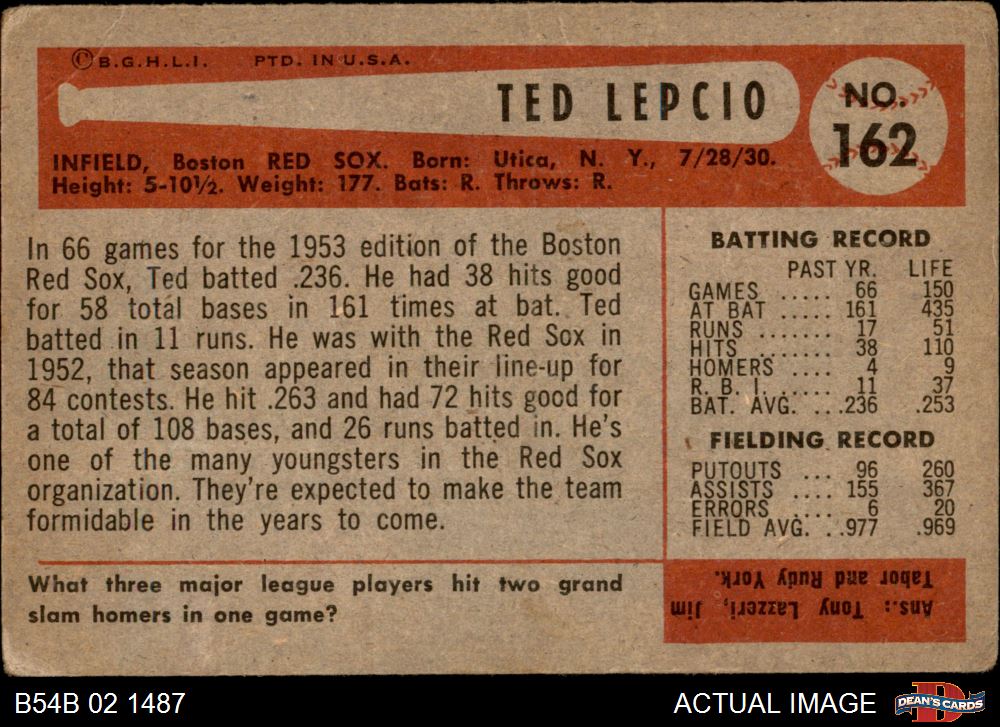 ©B.G.H.L.I. PTD. IN U.S.A.
TED LEPCIO
NO.
162
INFIELD, Boston RED SOX. Born: Utica, N. Y., 7/28/30.
Height: 5-10½. Weight: 177. Bats: R. Throws: R.
In 66 games for the 1953 edition of the Boston
Red Sox, Ted batted .236. He had 38 hits good
for 58 total bases in 161 times at bat. Ted
batted in 11 runs. He was with the Red Sox in
1952, that season appeared in their line-up for
84 contests. He hit .263 and had 72 hits good for
a total of 108 bases, and 26 runs batted in. He's
one of the many youngsters in the Red Sox
organization. They're expected to make the team
formidable in the years to come.
What three major league players hit two grand
slam homers in one game?
BATTING RECORD
PAST YR. LIFE
GAMES ..... 66 150
AT BAT ..... 161 435
RUNS ....... 17 51
HITS ....... 38 110
HOMERS .... 4 9
R. B. I. .... 11 37
BAT. AVG. ...236 .253
FIELDING RECORD
PUTOUTS ... 96 260
ASSISTS .... 155 367
ERRORS .... 6 20
FIELD AVG. . .977 .969
Ans.: Tony Lazzeri, Jim
Tabor and Rudy York.
B54B 02 1487
ACTUAL IMAGE
D
DEAN'S CARDS